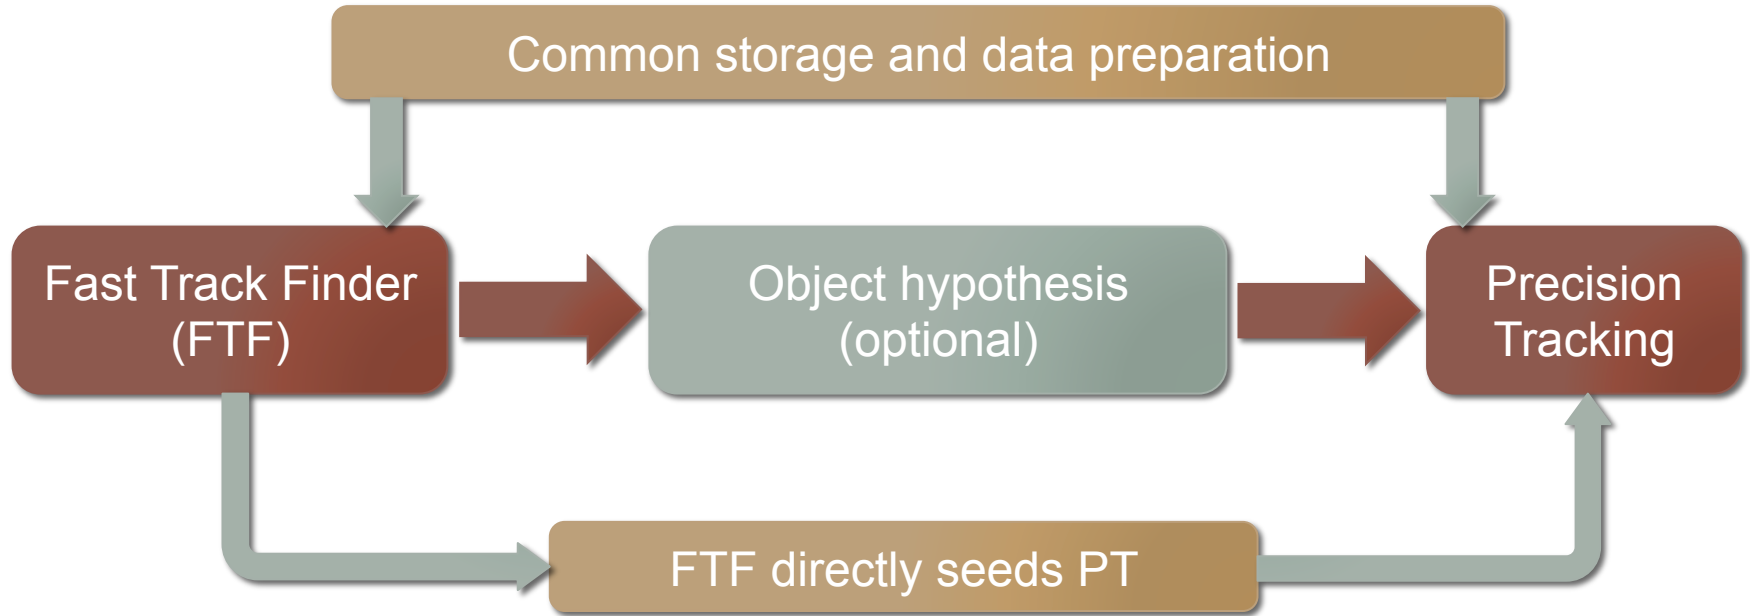 Common storage and data preparation
Fast Track Finder
(FTF)
Object hypothesis
(optional)
Precision
Tracking
FTF directly seeds PT